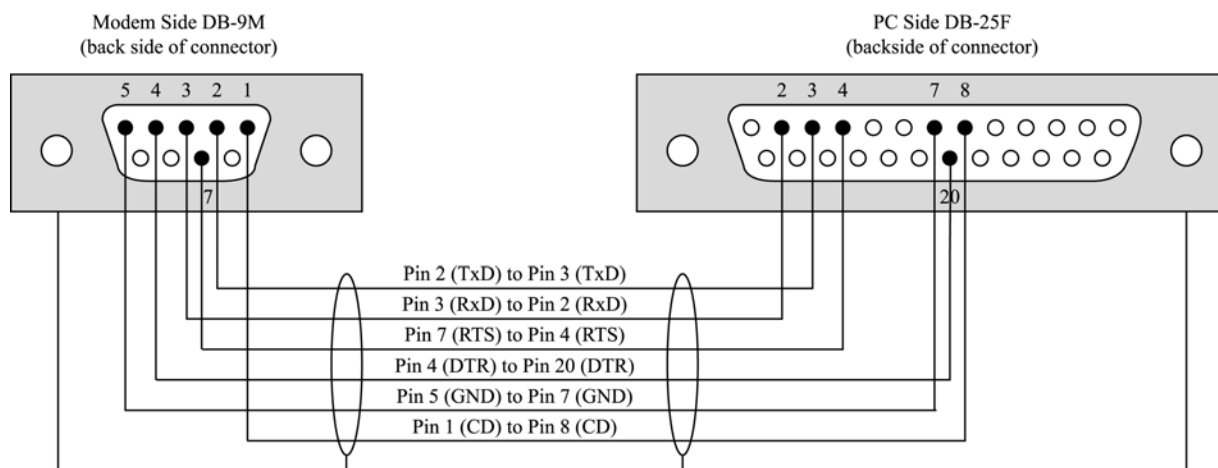 Modem Side DB-9M
(back side of connector)
PC Side DB-25F
(backside of connector)
5 4 3 2 1
7
2 3 4 7 8
20
Pin 2 (TxD) to Pin 3 (TxD)
Pin 3 (RxD) to Pin 2 (RxD)
Pin 7 (RTS) to Pin 4 (RTS)
Pin 4 (DTR) to Pin 20 (DTR)
Pin 5 (GND) to Pin 7 (GND)
Pin 1 (CD) to Pin 8 (CD)